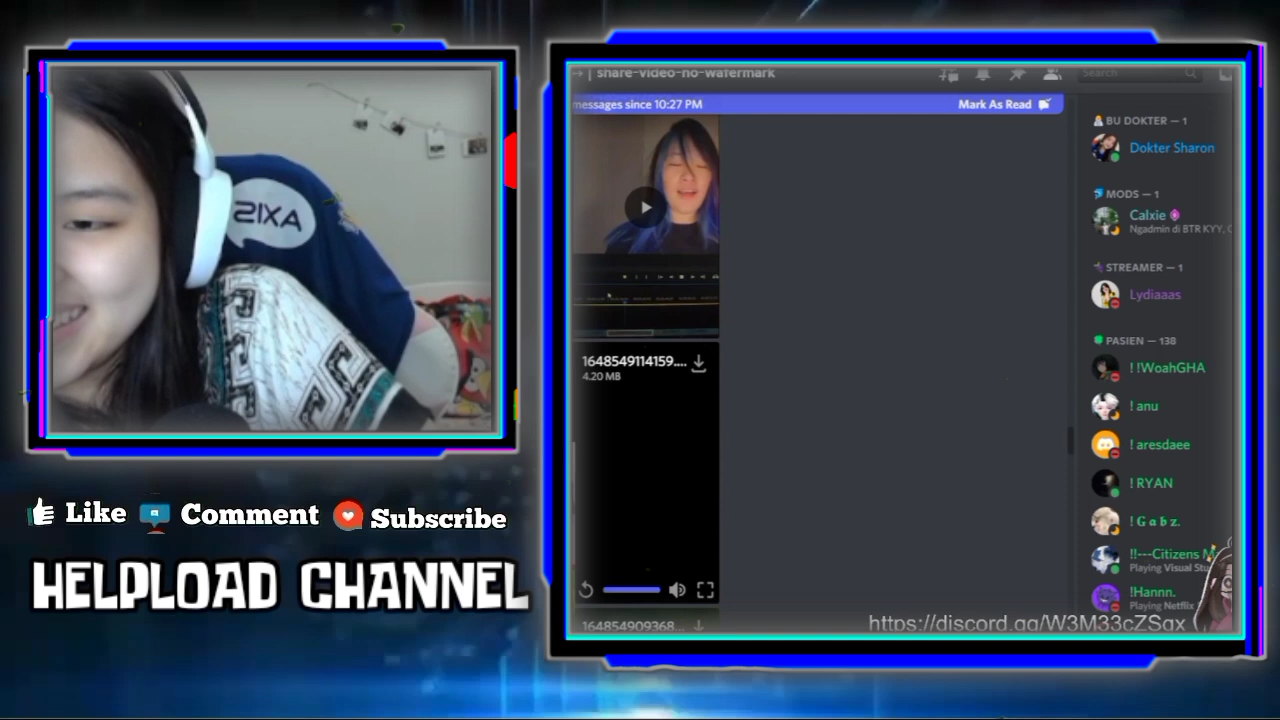 AXIS
Like Comment Subscribe
HELPLOAD CHANNEL
share-video-no-watermark
Search
messages since 10:27 PM Mark As Read
1648549114159....
4.20 MB
164854909368...
BU DOKTER — 1
Dokter Sharon
MODS — 1
Calxie
Ngadmin di BTR KYY,
STREAMER — 1
Lydiaaas
PASIEN — 138
! !WoahGHA
! anu
! aresdaee
! RYAN
! G a b z.
!!---Citizens
Playing Visual Stu
!Hannn.
Playing Netflix
https://discord.gg/W3M33cZSgx